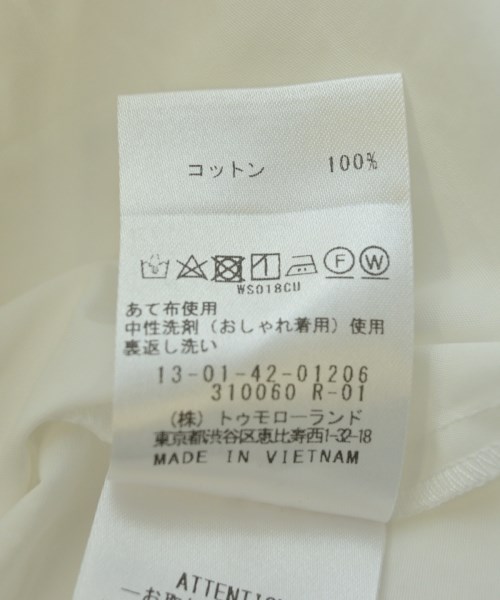 コットン 100%
F W
WS018CU
あて布使用
中性洗剤（おしゃれ着用）使用
裏返し洗い
13-01-42-01206
310060 R-01
（株）トゥモローランド
東京都渋谷区恵比寿西1-32-18
MADE IN VIETNAM
ATTENTION